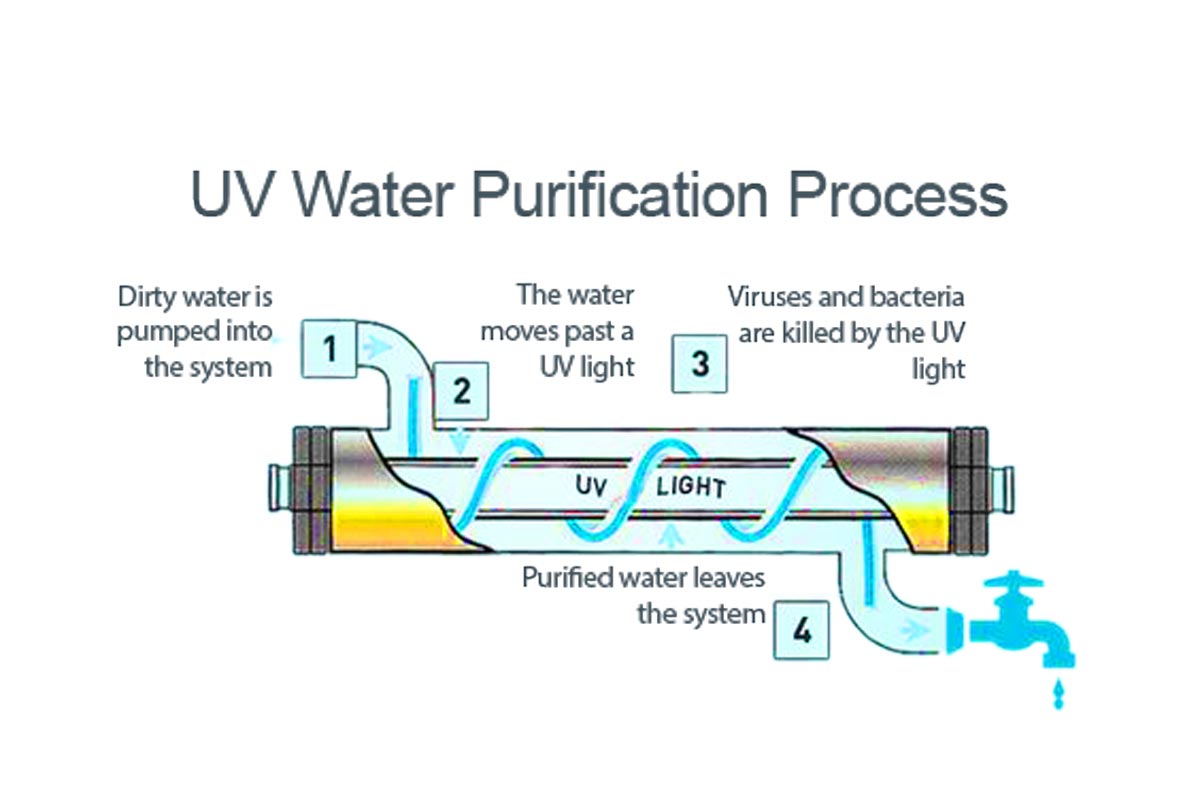 UV Water Purification Process
Dirty water is
pumped into
the system
1
2
The water
moves past a
UV light
3
Viruses and bacteria
are killed by the UV
light
UV LIGHT
Purified water leaves
the system
4